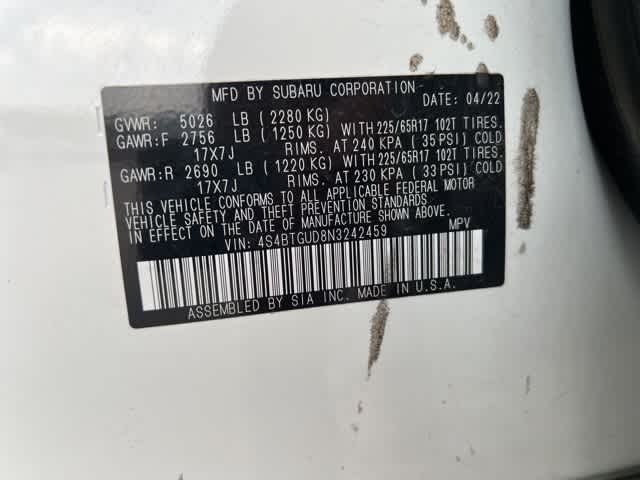 MFD BY SUBARU CORPORATION
DATE: 04/22
GVWR: 5026 LB (2280 KG)
GAWR:F 2756 LB (1250 KG) WITH 225/65R17 102T TIRES.
17X7J RIMS. AT 240 KPA (35 PSI) COLD
GAWR:R 2690 LB (1220 KG) WITH 225/65R17 102T TIRES.
17X7J RIMS. AT 230 KPA (33 PSI) COLD
THIS VEHICLE CONFORMS TO ALL APPLICABLE FEDERAL MOTOR
VEHICLE SAFETY AND THEFT PREVENTION STANDARDS
IN EFFECT ON THE DATE OF MANUFACTURE SHOWN ABOVE.
VIN: 4S4BTGUD8N3242459 MPV
ASSEMBLED BY SIA INC. MADE IN U.S.A.